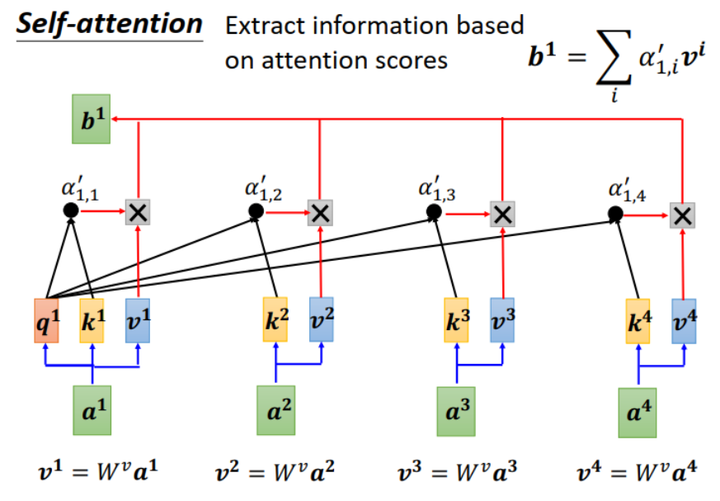 Self-attention
Extract information based
on attention scores
b¹ = ∑ᵢ α′₁,ᵢvⁱ
b¹
α′₁,₁ α′₁,₂ α′₁,₃ α′₁,₄
× × × ×
q¹ k¹ v¹ k² v² k³ v³ k⁴ v⁴
a¹ a² a³ a⁴
v¹ = Wᵛa¹ v² = Wᵛa² v³ = Wᵛa³ v⁴ = Wᵛa⁴